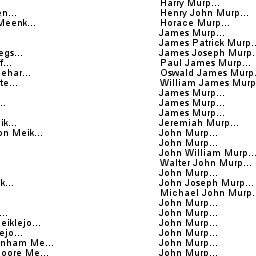 Harry Murp...
en... Henry John Murp...
Meenk... Horace Murp...
James Murp...
James Patrick Murp..
egs... James Joseph Murp.
f... Paul James Murp...
ehar... Oswald James Murp.
te... William James Murp
James Murp...
... James Murp...
James Murp...
ik... Jeremiah Murp...
on Meik... John Murp...
John Murp...
John William Murp...
Walter John Murp...
John Murp...
k... John Joseph Murp...
Michael John Murp.
John Murp...
... John Murp...
eiklejo... John Murp...
ejo... John Murp...
nham Me... John Murp...
oore Me... John Murp...